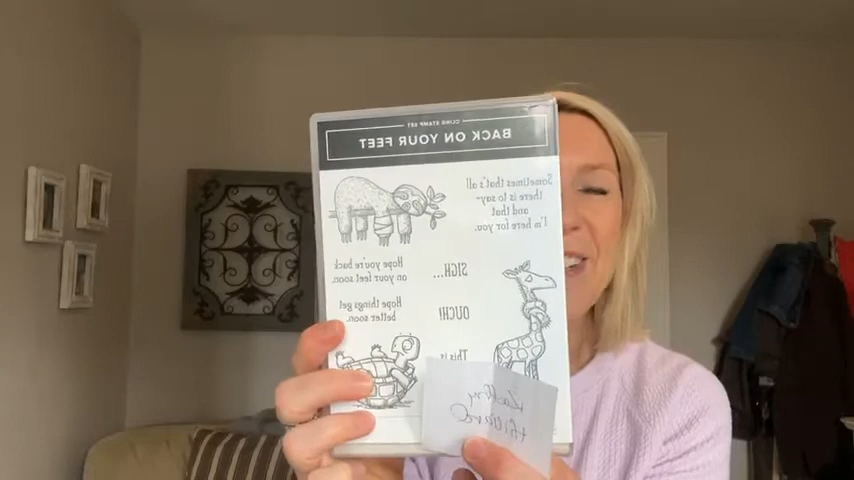 CLING STAMP SET
BACK ON YOUR FEET
Sometimes that's all
there is to say-
and that
I'm here for you.
Hope you're back
on your feet soon.
SIGH...
Hope things get
better soon.
OUCH!
This is